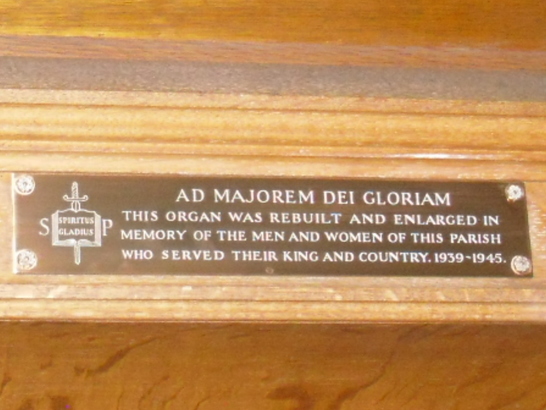 AD MAJOREM DEI GLORIAM
THIS ORGAN WAS REBUILT AND ENLARGED IN
MEMORY OF THE MEN AND WOMEN OF THIS PARISH
WHO SERVED THEIR KING AND COUNTRY. 1939-1945.
S P
SPIRITUS
GLADIUS